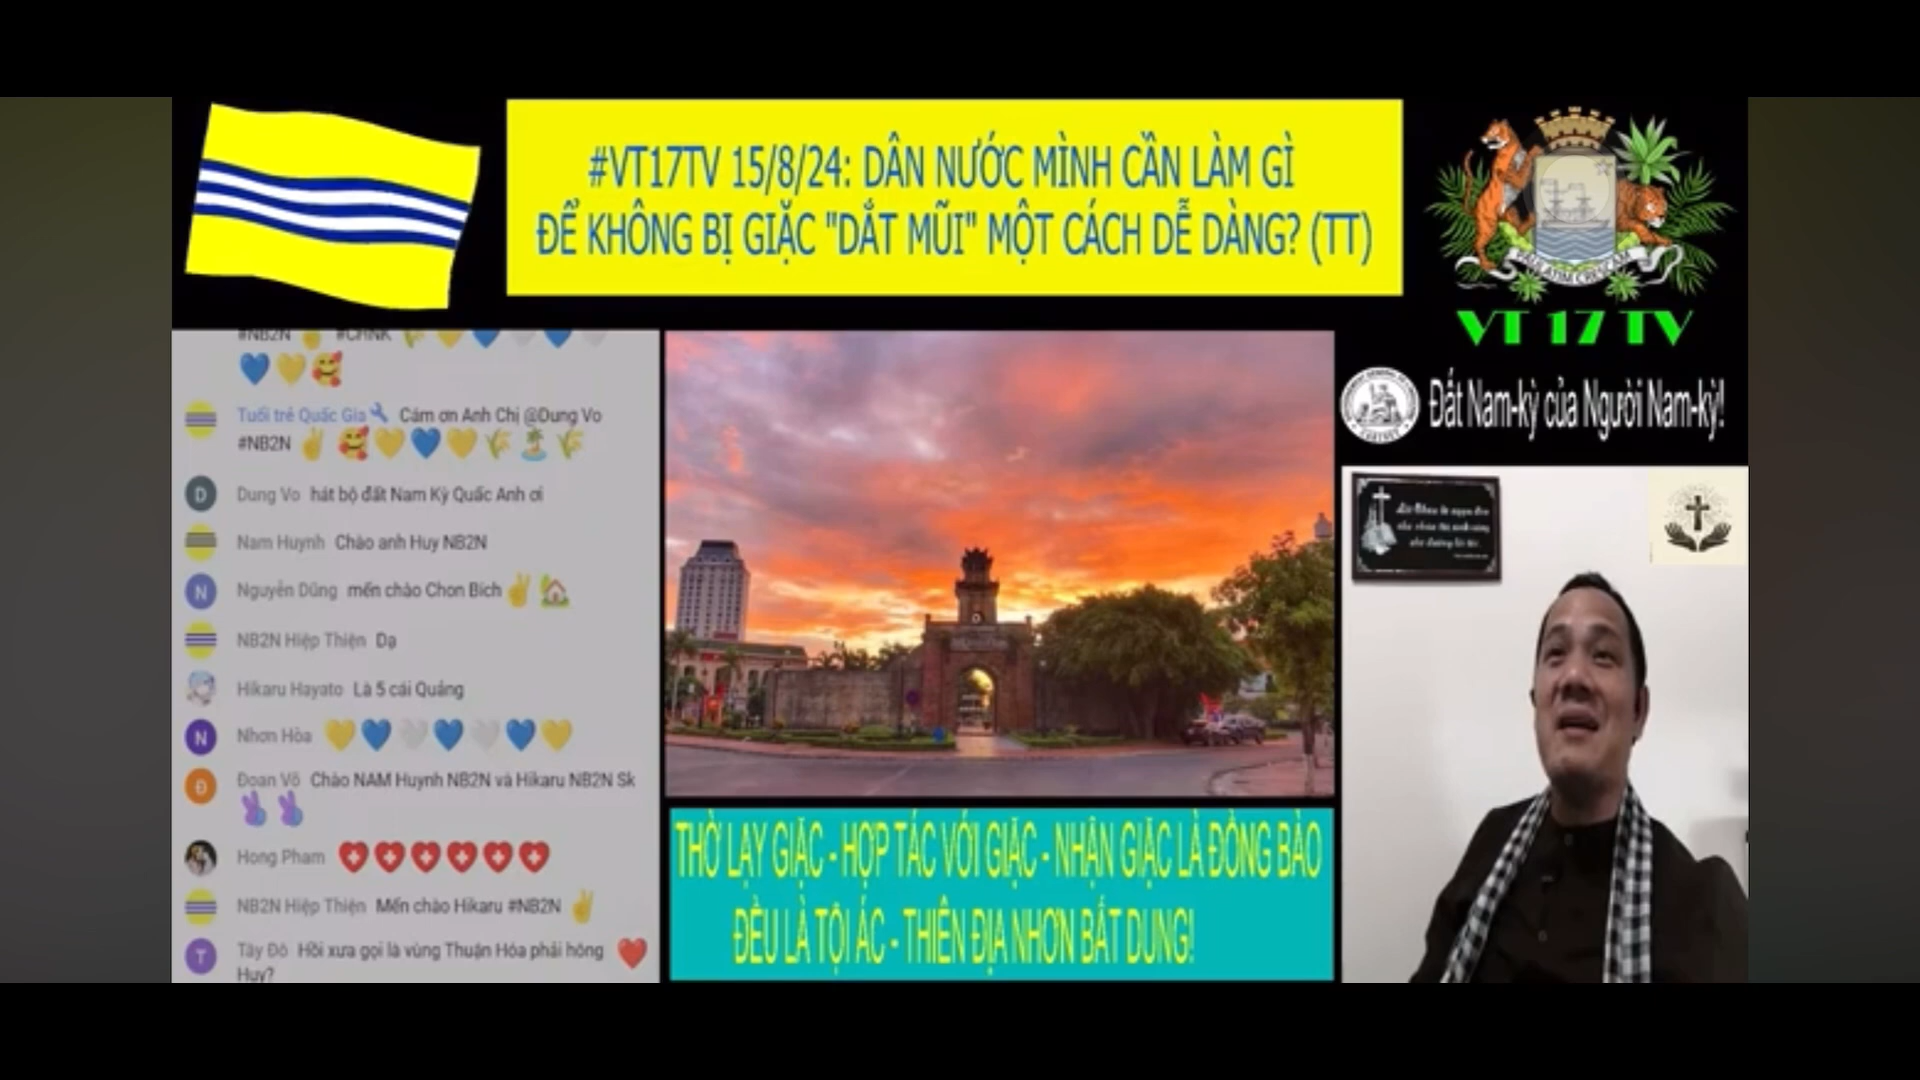 #VT17TV 15/8/24: DÂN NƯỚC MÌNH CẦN LÀM GÌ
ĐỂ KHÔNG BỊ GIẶC "DẮT MŨI" MỘT CÁCH DỄ DÀNG? (TT)
PAULATIM CRESCAM
VT 17 TV
Đất Nam-kỳ của Người Nam-kỳ!
#NB2N #CHNK
Tuổi trẻ Quốc Gia Cám ơn Anh Chị @Dung Vo
#NB2N
D Dung Vo hát bộ đất Nam Kỳ Quấc Anh ơi
Nam Huynh Chào anh Huy NB2N
N Nguyễn Dũng mến chào Chon Bich
NB2N Hiệp Thiện Dạ
Hikaru Hayato Là 5 cái Quảng
N Nhơn Hòa
Đ Đoan Võ Chào NAM Huynh NB2N và Hikaru NB2N Sk
Hong Pham
NB2N Hiệp Thiện Mến chào Hikaru #NB2N
T Tây Đô Hồi xưa gọi là vùng Thuận Hóa phải hông
Huy?
THỜ LẠY GIẶC - HỢP TÁC VỚI GIẶC - NHẬN GIẶC LÀ ĐỒNG BÀO
ĐỀU LÀ TỘI ÁC - THIÊN ĐỊA NHƠN BẤT DUNG!